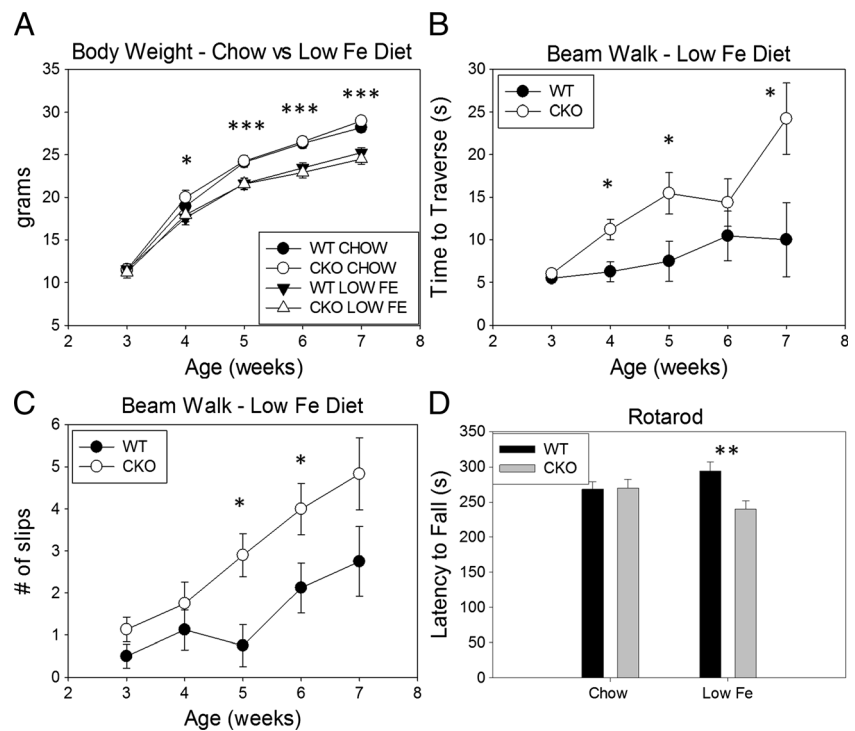 A
Body Weight - Chow vs Low Fe Diet
35
30
25
20
15
10
5
grams
*
***
***
***
WT CHOW
CKO CHOW
WT LOW FE
CKO LOW FE
2 3 4 5 6 7 8
Age (weeks)
B
Beam Walk - Low Fe Diet
30
25
20
15
10
5
0
Time to Traverse (s)
WT
CKO
*
*
*
2 3 4 5 6 7 8
Age (weeks)
C
Beam Walk - Low Fe Diet
6
5
4
3
2
1
0
# of slips
WT
CKO
*
*
2 3 4 5 6 7 8
Age (weeks)
D
Rotarod
350
300
250
200
150
100
50
0
Latency to Fall (s)
WT
CKO
**
Chow Low Fe